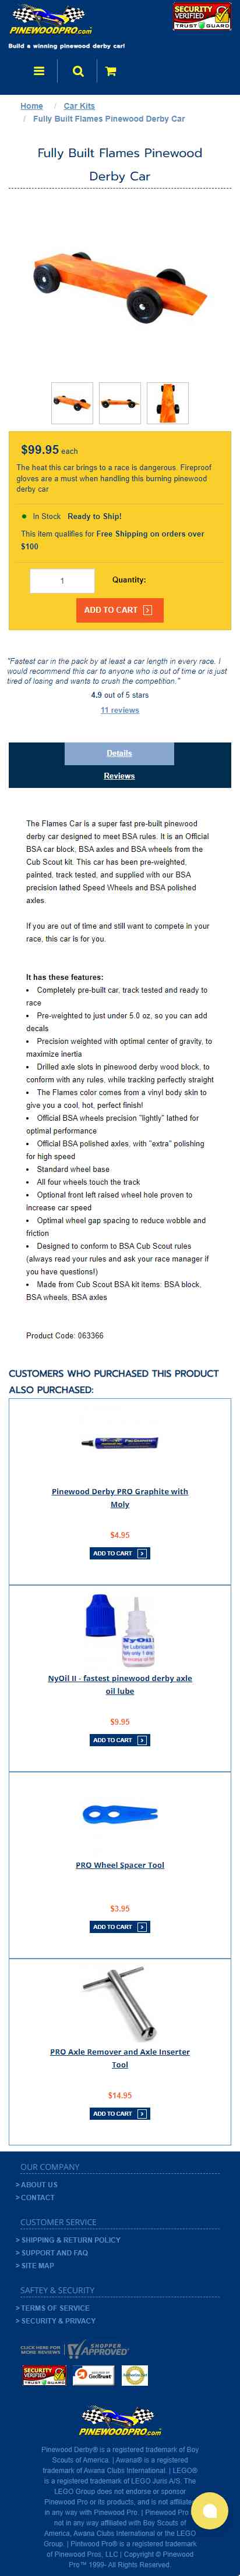 PINEWOODPRO.com
Build a winning pinewood derby car!
SECURITY
VERIFIED
TRUST GUARD
Home / Car Kits
/ Fully Built Flames Pinewood Derby Car
Fully Built Flames Pinewood
Derby Car
$99.95 each
The heat this car brings to a race is dangerous. Fireproof
gloves are a must when handling this burning pinewood
derby car
In Stock Ready to Ship!
This item qualifies for Free Shipping on orders over
$100
1
Quantity:
ADD TO CART
"Fastest car in the pack by at least a car length in every race. I
would recommend this car to anyone who is out of time or is just
tired of losing and wants to crush the competition."
4.9 out of 5 stars
11 reviews
Details
Reviews
The Flames Car is a super fast pre-built pinewood
derby car designed to meet BSA rules. It is an Official
BSA car block, BSA axles and BSA wheels from the
Cub Scout kit. This car has been pre-weighted,
painted, track tested, and supplied with our BSA
precision lathed Speed Wheels and BSA polished
axles.
If you are out of time and still want to compete in your
race, this car is for you.
It has these features:
• Completely pre-built car, track tested and ready to
race
• Pre-weighted to just under 5.0 oz, so you can add
decals
• Precision weighted with optimal center of gravity, to
maximize inertia
• Drilled axle slots in pinewood derby wood block, to
conform with any rules, while tracking perfectly straight
• The Flames color comes from a vinyl body skin to
give you a cool, hot, perfect finish!
• Official BSA wheels precision "lightly" lathed for
optimal performance
• Official BSA polished axles, with "extra" polishing
for high speed
• Standard wheel base
• All four wheels touch the track
• Optional front left raised wheel hole proven to
increase car speed
• Optimal wheel gap spacing to reduce wobble and
friction
• Designed to conform to BSA Cub Scout rules
(always read your rules and ask your race manager if
you have questions!)
• Made from Cub Scout BSA kit items: BSA block,
BSA wheels, BSA axles
Product Code: 063366
CUSTOMERS WHO PURCHASED THIS PRODUCT
ALSO PURCHASED:
Pinewood Derby PRO Graphite with
Moly
$4.95
ADD TO CART
NyOil
NyOil II - fastest pinewood derby axle
oil lube
$9.95
ADD TO CART
PRO Wheel Spacer Tool
$3.95
ADD TO CART
PRO Axle Remover and Axle Inserter
Tool
$14.95
ADD TO CART
OUR COMPANY
> ABOUT US
> CONTACT
CUSTOMER SERVICE
> SHIPPING & RETURN POLICY
> SUPPORT AND FAQ
> SITE MAP
SAFTEY & SECURITY
> TERMS OF SERVICE
> SECURITY & PRIVACY
CLICK HERE FOR
MORE REVIEWS
SHOPPER
APPROVED
SECURITY
VERIFIED
TRUST GUARD
GeoTrust
PINEWOODPRO.com
Pinewood Derby® is a registered trademark of Boy
Scouts of America. | Awana® is a registered
trademark of Awana Clubs International. | LEGO®
is a registered trademark of LEGO Juris A/S. The
LEGO Group does not endorse or sponsor
Pinewood Pro or its products, and is not affiliated
in any way with Pinewood Pro. | Pinewood Pro is
not in any way affiliated with Boy Scouts of
America, Awana Clubs International or the LEGO
Group. | Pintwood Pro® is a registered trademark
of Pinewood Pros, LLC | Copyright © Pinewood
Pro™ 1999- All Rights Reserved.